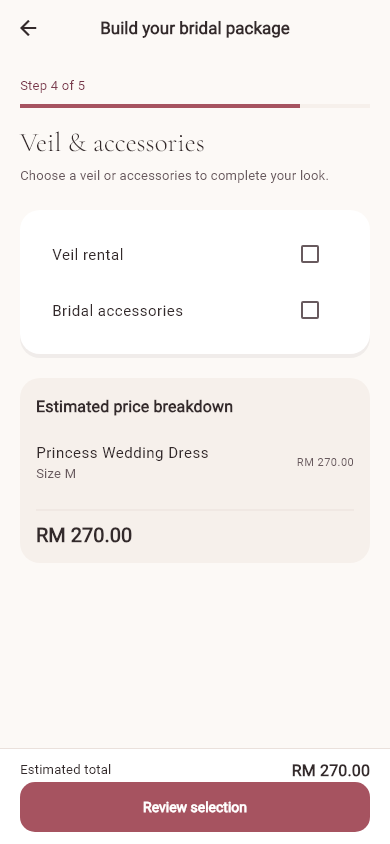 Build your bridal package
Step 4 of 5
Veil & accessories
Choose a veil or accessories to complete your look.
Veil rental
Bridal accessories
Estimated price breakdown
Princess Wedding Dress
Size M
RM 270.00
RM 270.00
Estimated total
RM 270.00
Review selection